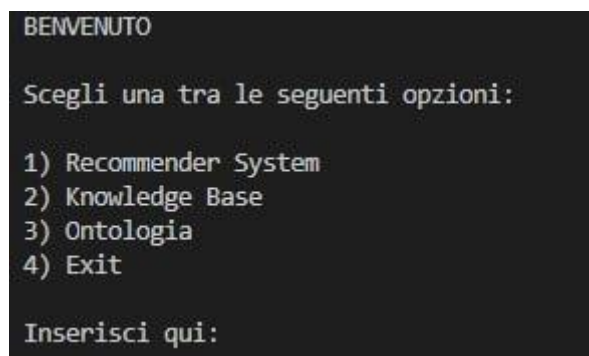 BENVENUTO
Scegli una tra le seguenti opzioni:
1) Recommender System
2) Knowledge Base
3) Ontologia
4) Exit
Inserisci qui: